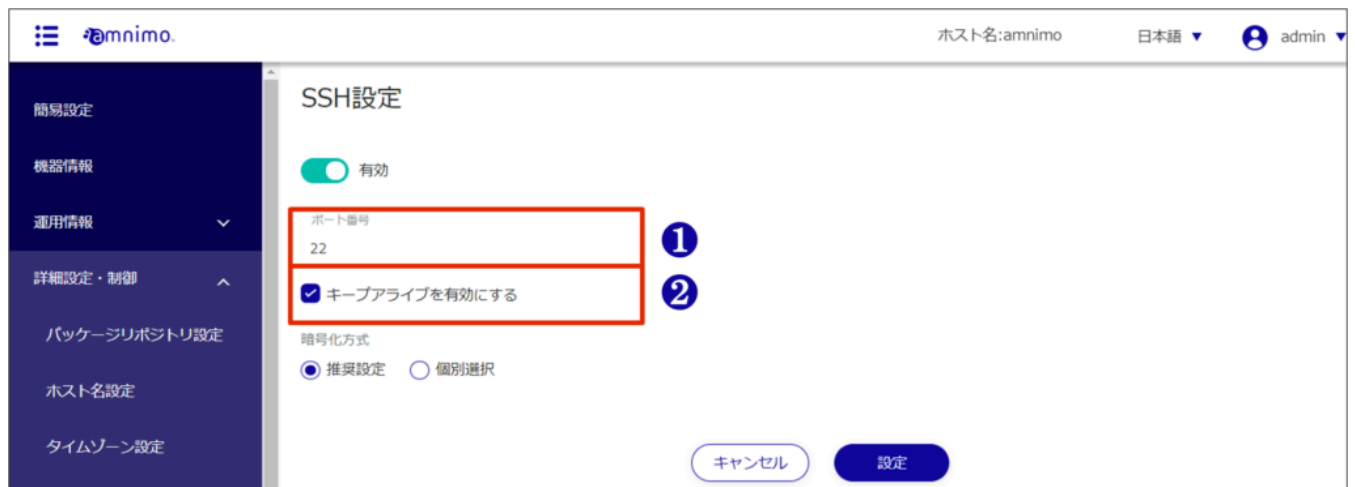 amnimo.
ホスト名:amnimo
日本語 ▼
admin ▼
簡易設定
機器情報
運用情報
詳細設定・制御
パッケージリポジトリ設定
ホスト名設定
タイムゾーン設定
SSH設定
有効
ポート番号
22
❶
キープアライブを有効にする
❷
暗号化方式
推奨設定 個別選択
キャンセル 設定